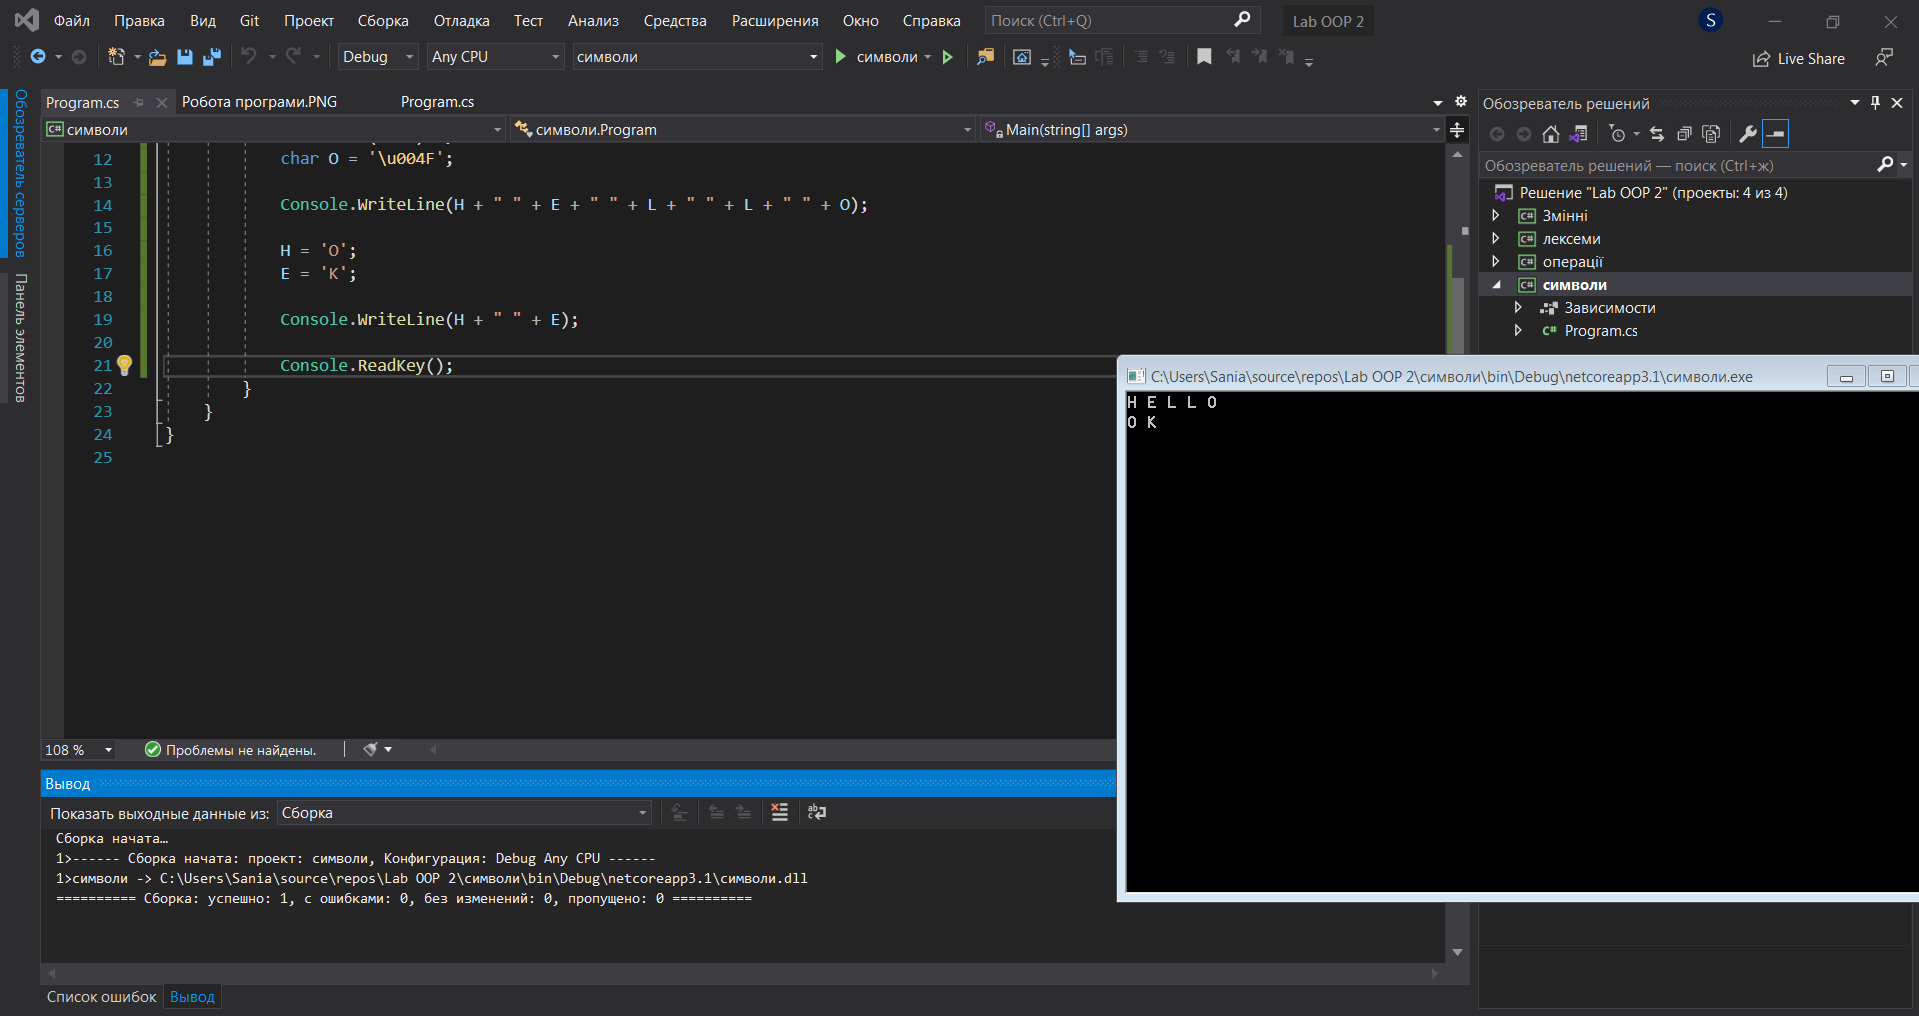 Файл Правка Вид Git Проект Сборка Отладка Тест Анализ Средства Расширения Окно Справка Поиск (Ctrl+Q) Lab OOP 2 S
Debug Any CPU символи символи Live Share
Обозреватель серверов
Панель элементов
Program.cs Робота програми.PNG Program.cs
символи символи.Program Main(string[] args)
12 char O = '\u004F';
13
14 Console.WriteLine(H + " " + E + " " + L + " " + L + " " + O);
15
16 H = 'O';
17 E = 'K';
18
19 Console.WriteLine(H + " " + E);
20
21 Console.ReadKey();
22 }
23 }
24 }
25
108 % Проблемы не найдены.
Вывод
Показать выходные данные из: Сборка
Сборка начата…
1>------ Сборка начата: проект: символи, Конфигурация: Debug Any CPU ------
1>символи -> C:\Users\Sania\source\repos\Lab OOP 2\символи\bin\Debug\netcoreapp3.1\символи.dll
========== Сборка: успешно: 1, с ошибками: 0, без изменений: 0, пропущено: 0 ==========
Список ошибок Вывод
Обозреватель решений
Обозреватель решений — поиск (Ctrl+ж)
Решение "Lab OOP 2" (проекты: 4 из 4)
C# Змінні
C# лексеми
C# операції
C# символи
Зависимости
C# Program.cs
C:\Users\Sania\source\repos\Lab OOP 2\символи\bin\Debug\netcoreapp3.1\символи.exe
H E L L O
O K